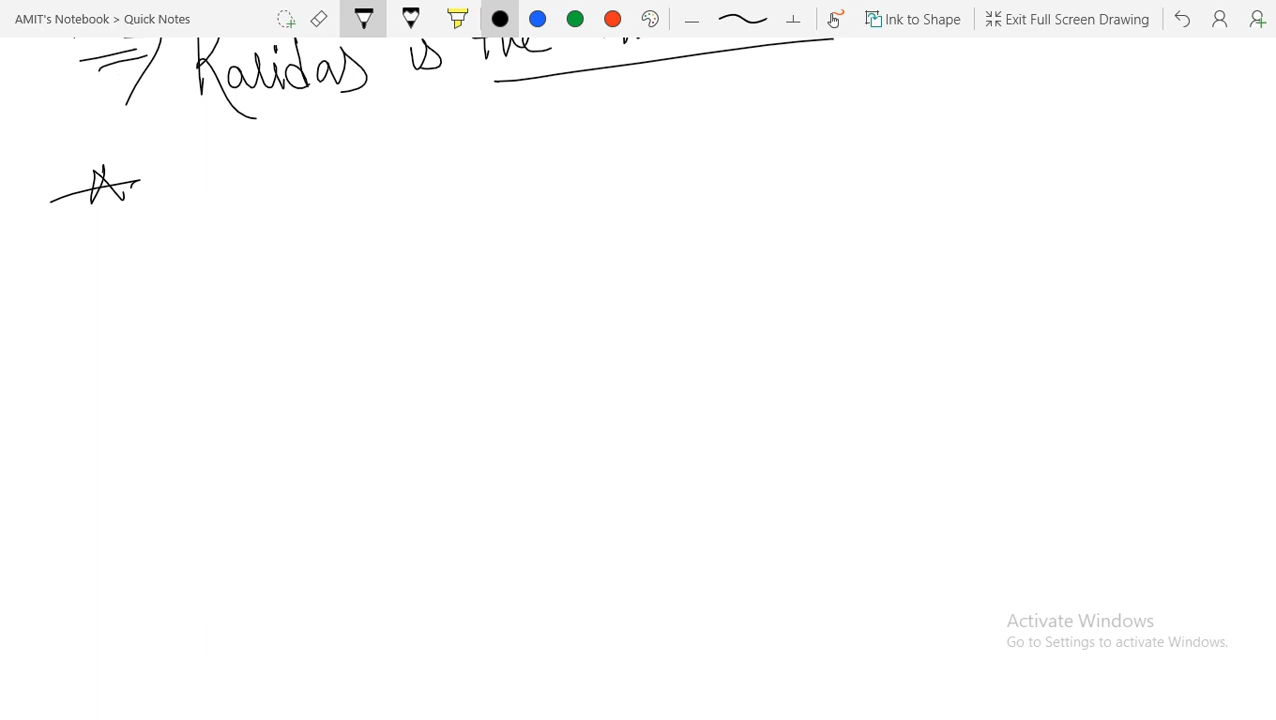 AMIT's Notebook > Quick Notes
Ink to Shape
Exit Full Screen Drawing
⇒) Kalidas is the
Activate Windows
Go to Settings to activate Windows.